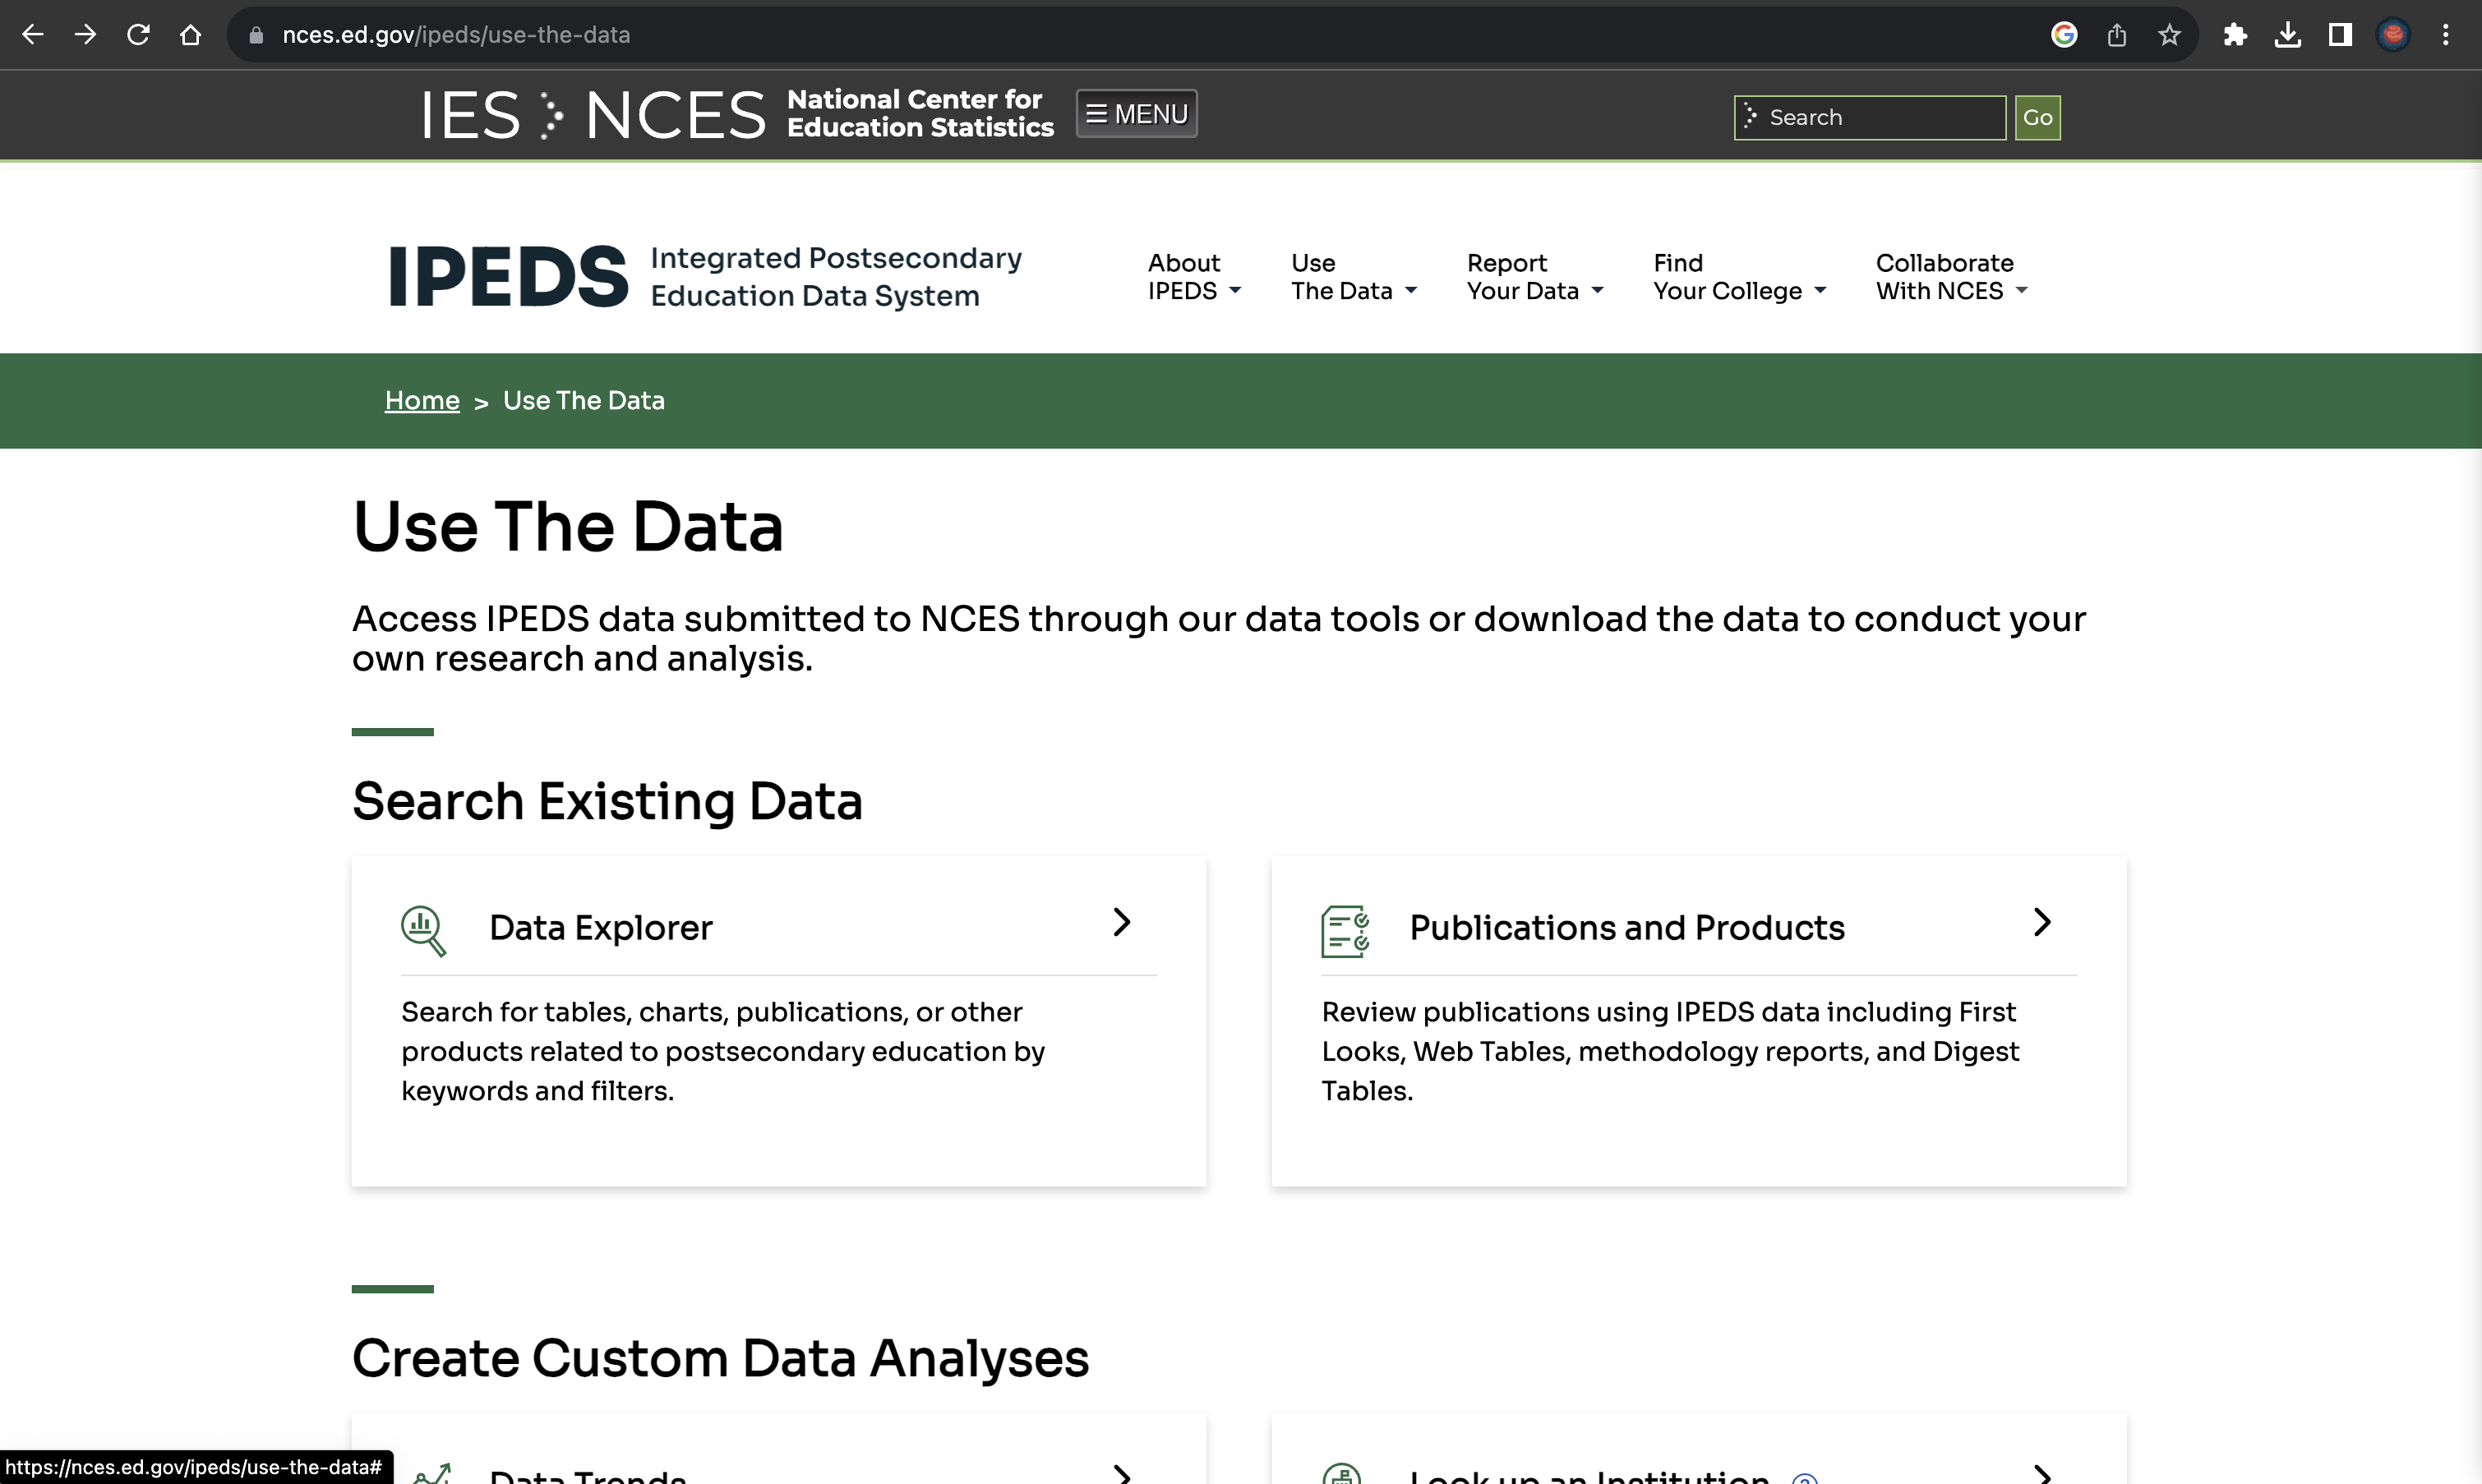 nces.ed.gov/ipeds/use-the-data
IES NCES National Center for
Education Statistics
MENU
Search
Go
IPEDS Integrated Postsecondary
Education Data System
About
IPEDS
Use
The Data
Report
Your Data
Find
Your College
Collaborate
With NCES
Home > Use The Data
Use The Data
Access IPEDS data submitted to NCES through our data tools or download the data to conduct your
own research and analysis.
Search Existing Data
Data Explorer
Search for tables, charts, publications, or other
products related to postsecondary education by
keywords and filters.
Publications and Products
Review publications using IPEDS data including First
Looks, Web Tables, methodology reports, and Digest
Tables.
Create Custom Data Analyses
Data Trends
Look up an Institution ?
https://nces.ed.gov/ipeds/use-the-data#